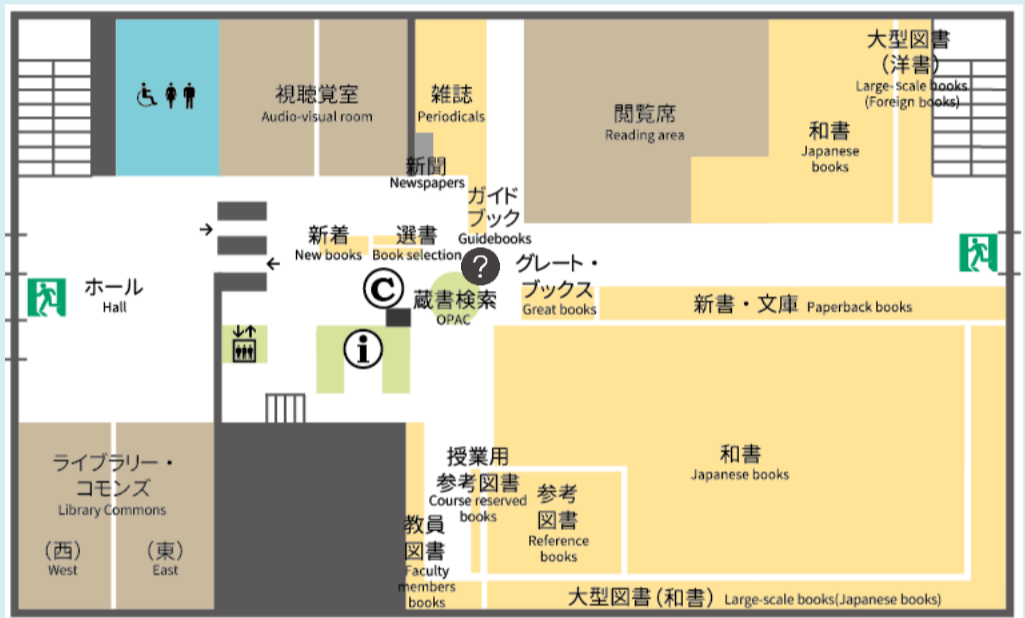 視聴覚室
Audio-visual room
雑誌
Periodicals
新聞
Newspapers
閲覧席
Reading area
大型図書
(洋書)
Large-scale books
(Foreign books)
和書
Japanese
books
ガイド
ブック
Guidebooks
新着
New books
選書
Book selection
?
グレート・
ブックス
Great books
→
←
ホール
Hall
©
蔵書検索
OPAC
新書・文庫 Paperback books
↓↑
i
ライブラリー・
コモンズ
Library Commons
(西)
West
(東)
East
授業用
参考図書
Course reserved
books
参考
図書
Reference
books
教員
図書
Faculty
members
books
和書
Japanese books
大型図書(和書) Large-scale books(Japanese books)